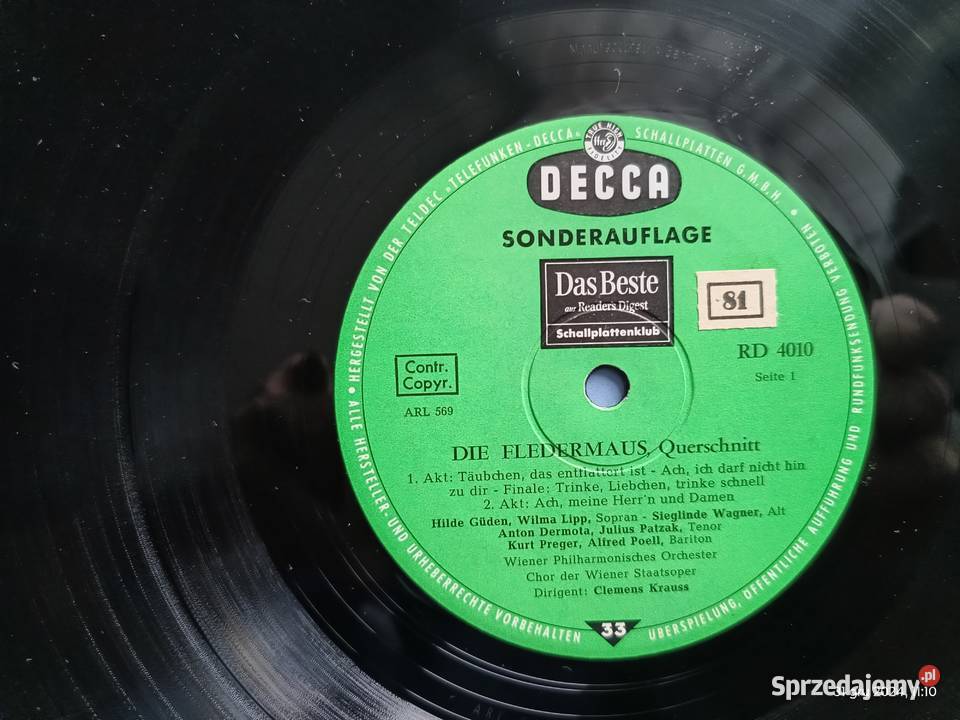 TRUE HIGH
ffrr
DECCA
SONDERAUFLAGE
Das Beste
aus Readers Digest
Schallplattenklub
81
RD 4010
Seite 1
Contr.
Copyr.
ARL 569
DIE FLEDERMAUS, Querschnitt
1. Akt: Täubchen, das entflattert ist - Ach, ich darf nicht hin
zu dir - Finale: Trinke, Liebchen, trinke schnell
2. Akt: Ach, meine Herr'n und Damen
Hilde Güden, Wilma Lipp, Sopran - Sieglinde Wagner, Alt
Anton Dermota, Julius Patzak, Tenor
Kurt Preger, Alfred Poell, Bariton
Wiener Philharmonisches Orchester
Chor der Wiener Staatsoper
Dirigent: Clemens Krauss
33
ALLE HERSTELLER- UND URHEBERRECHTE VORBEHALTEN
ÜBERSPIELUNG, ÖFFENTLICHE AUFFÜHRUNG UND RUNDFUNKSENDUNG VERBOTEN
• HERGESTELLT VON DER TELDEC »TELEFUNKEN-DECCA« SCHALLPLATTEN G.M.B.H. •
Sprzedajemy.pl